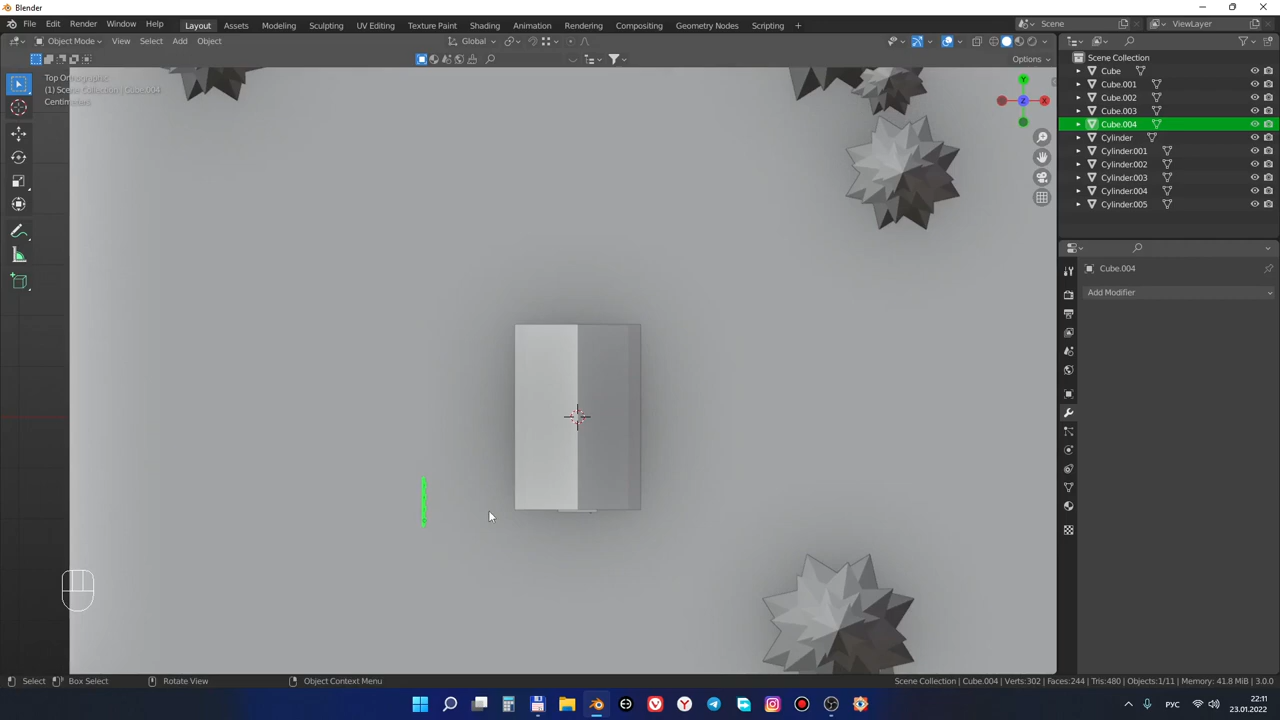 Blender
File Edit Render Window Help Layout Assets Modeling Sculpting UV Editing Texture Paint Shading Animation Rendering Compositing Geometry Nodes Scripting + Scene ViewLayer
Object Mode View Select Add Object Global
Options
Top Orthographic
(1) Scene Collection | Cube.004
Centimeters
Y
X
Z
Scene Collection
Cube
Cube.001
Cube.002
Cube.003
Cube.004
Cylinder
Cylinder.001
Cylinder.002
Cylinder.003
Cylinder.004
Cylinder.005
Cube.004
Add Modifier
Select Box Select Rotate View Object Context Menu Scene Collection | Cube.004 | Verts:302 | Faces:244 | Tris:480 | Objects:1/11 | Memory: 41.8 MiB | 3.0.0
РУС 22:11
23.01.2022